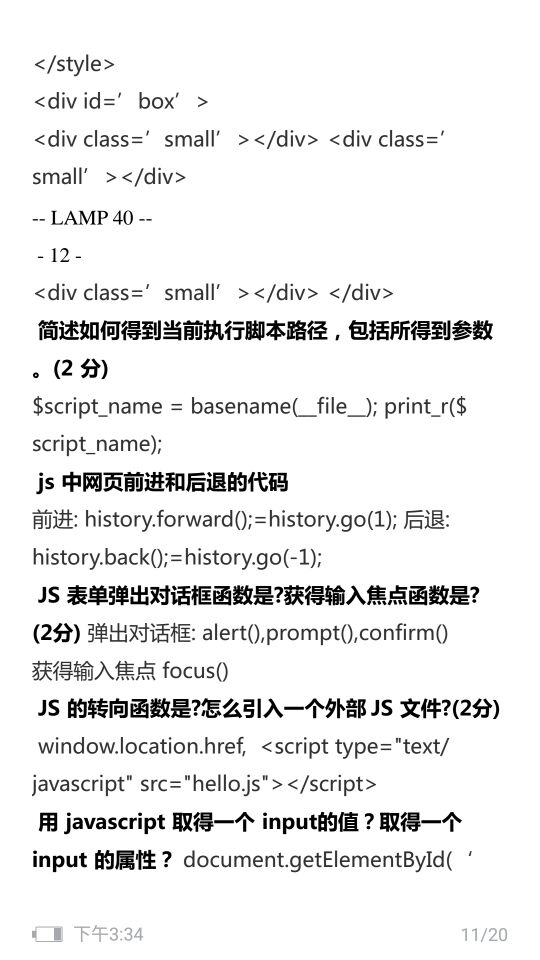 </style>
<div id=’box’>
<div class=’small’></div> <div class=’
small’></div>
-- LAMP 40 --
- 12 -
<div class=’small’></div> </div>
简述如何得到当前执行脚本路径，包括所得到参数
。(2 分)
$script_name = basename(__file__); print_r($
script_name);
js 中网页前进和后退的代码
前进: history.forward();=history.go(1); 后退:
history.back();=history.go(-1);
JS 表单弹出对话框函数是?获得输入焦点函数是?
(2分) 弹出对话框: alert(),prompt(),confirm()
获得输入焦点 focus()
JS 的转向函数是?怎么引入一个外部 JS 文件?(2分)
window.location.href, <script type="text/
javascript" src="hello.js"></script>
用 javascript 取得一个 input的值？取得一个
input 的属性？ document.getElementById(‘
下午3:34 11/20